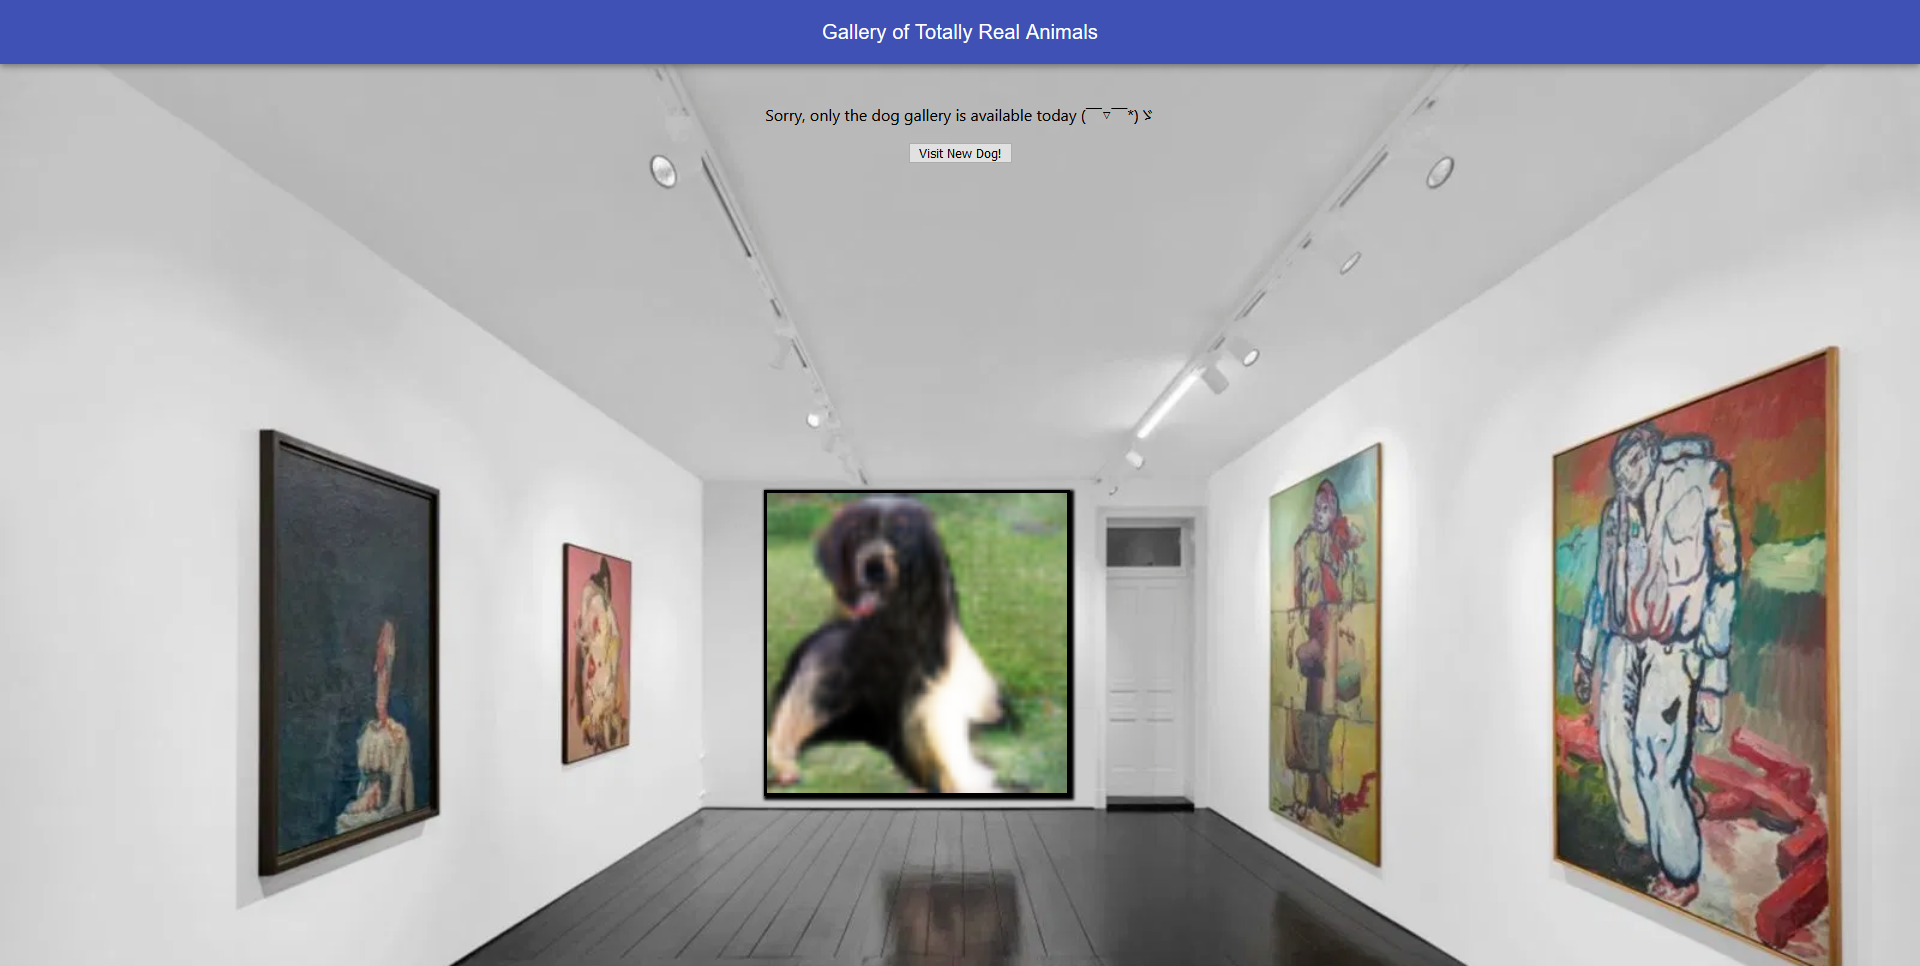 Gallery of Totally Real Animals
Sorry, only the dog gallery is available today (￣▽￣*)ゞ
Visit New Dog!